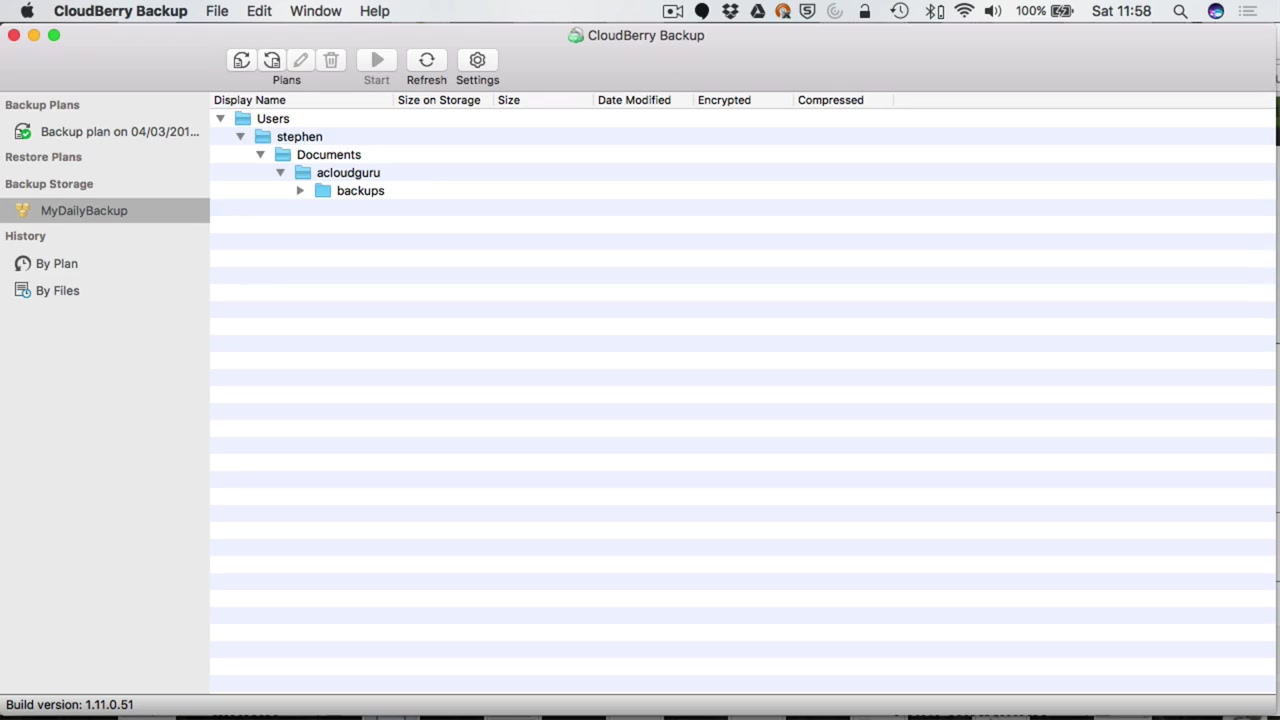 CloudBerry Backup File Edit Window Help 100% Sat 11:58
CloudBerry Backup
Plans Start Refresh Settings
Backup Plans
Backup plan on 04/03/201...
Restore Plans
Backup Storage
MyDailyBackup
History
By Plan
By Files
Display Name Size on Storage Size Date Modified Encrypted Compressed
Users
stephen
Documents
acloudguru
backups
Build version: 1.11.0.51